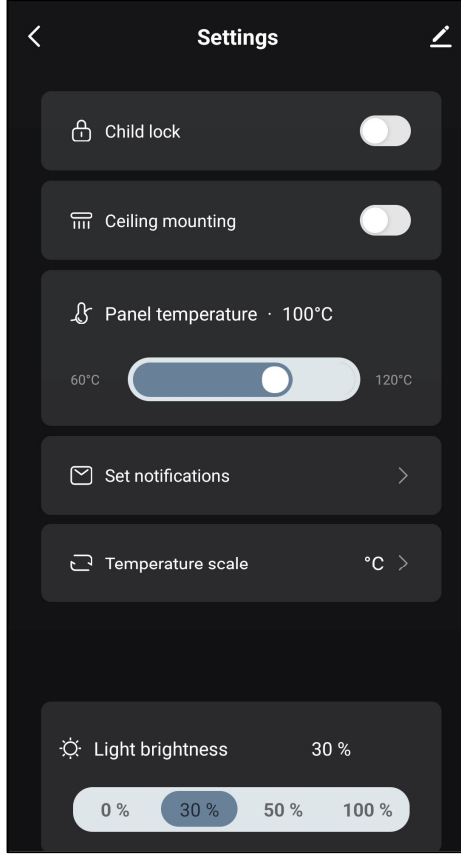 Settings
Child lock
Ceiling mounting
Panel temperature · 100°C
60°C 120°C
Set notifications
Temperature scale °C
Light brightness 30 %
0 % 30 % 50 % 100 %